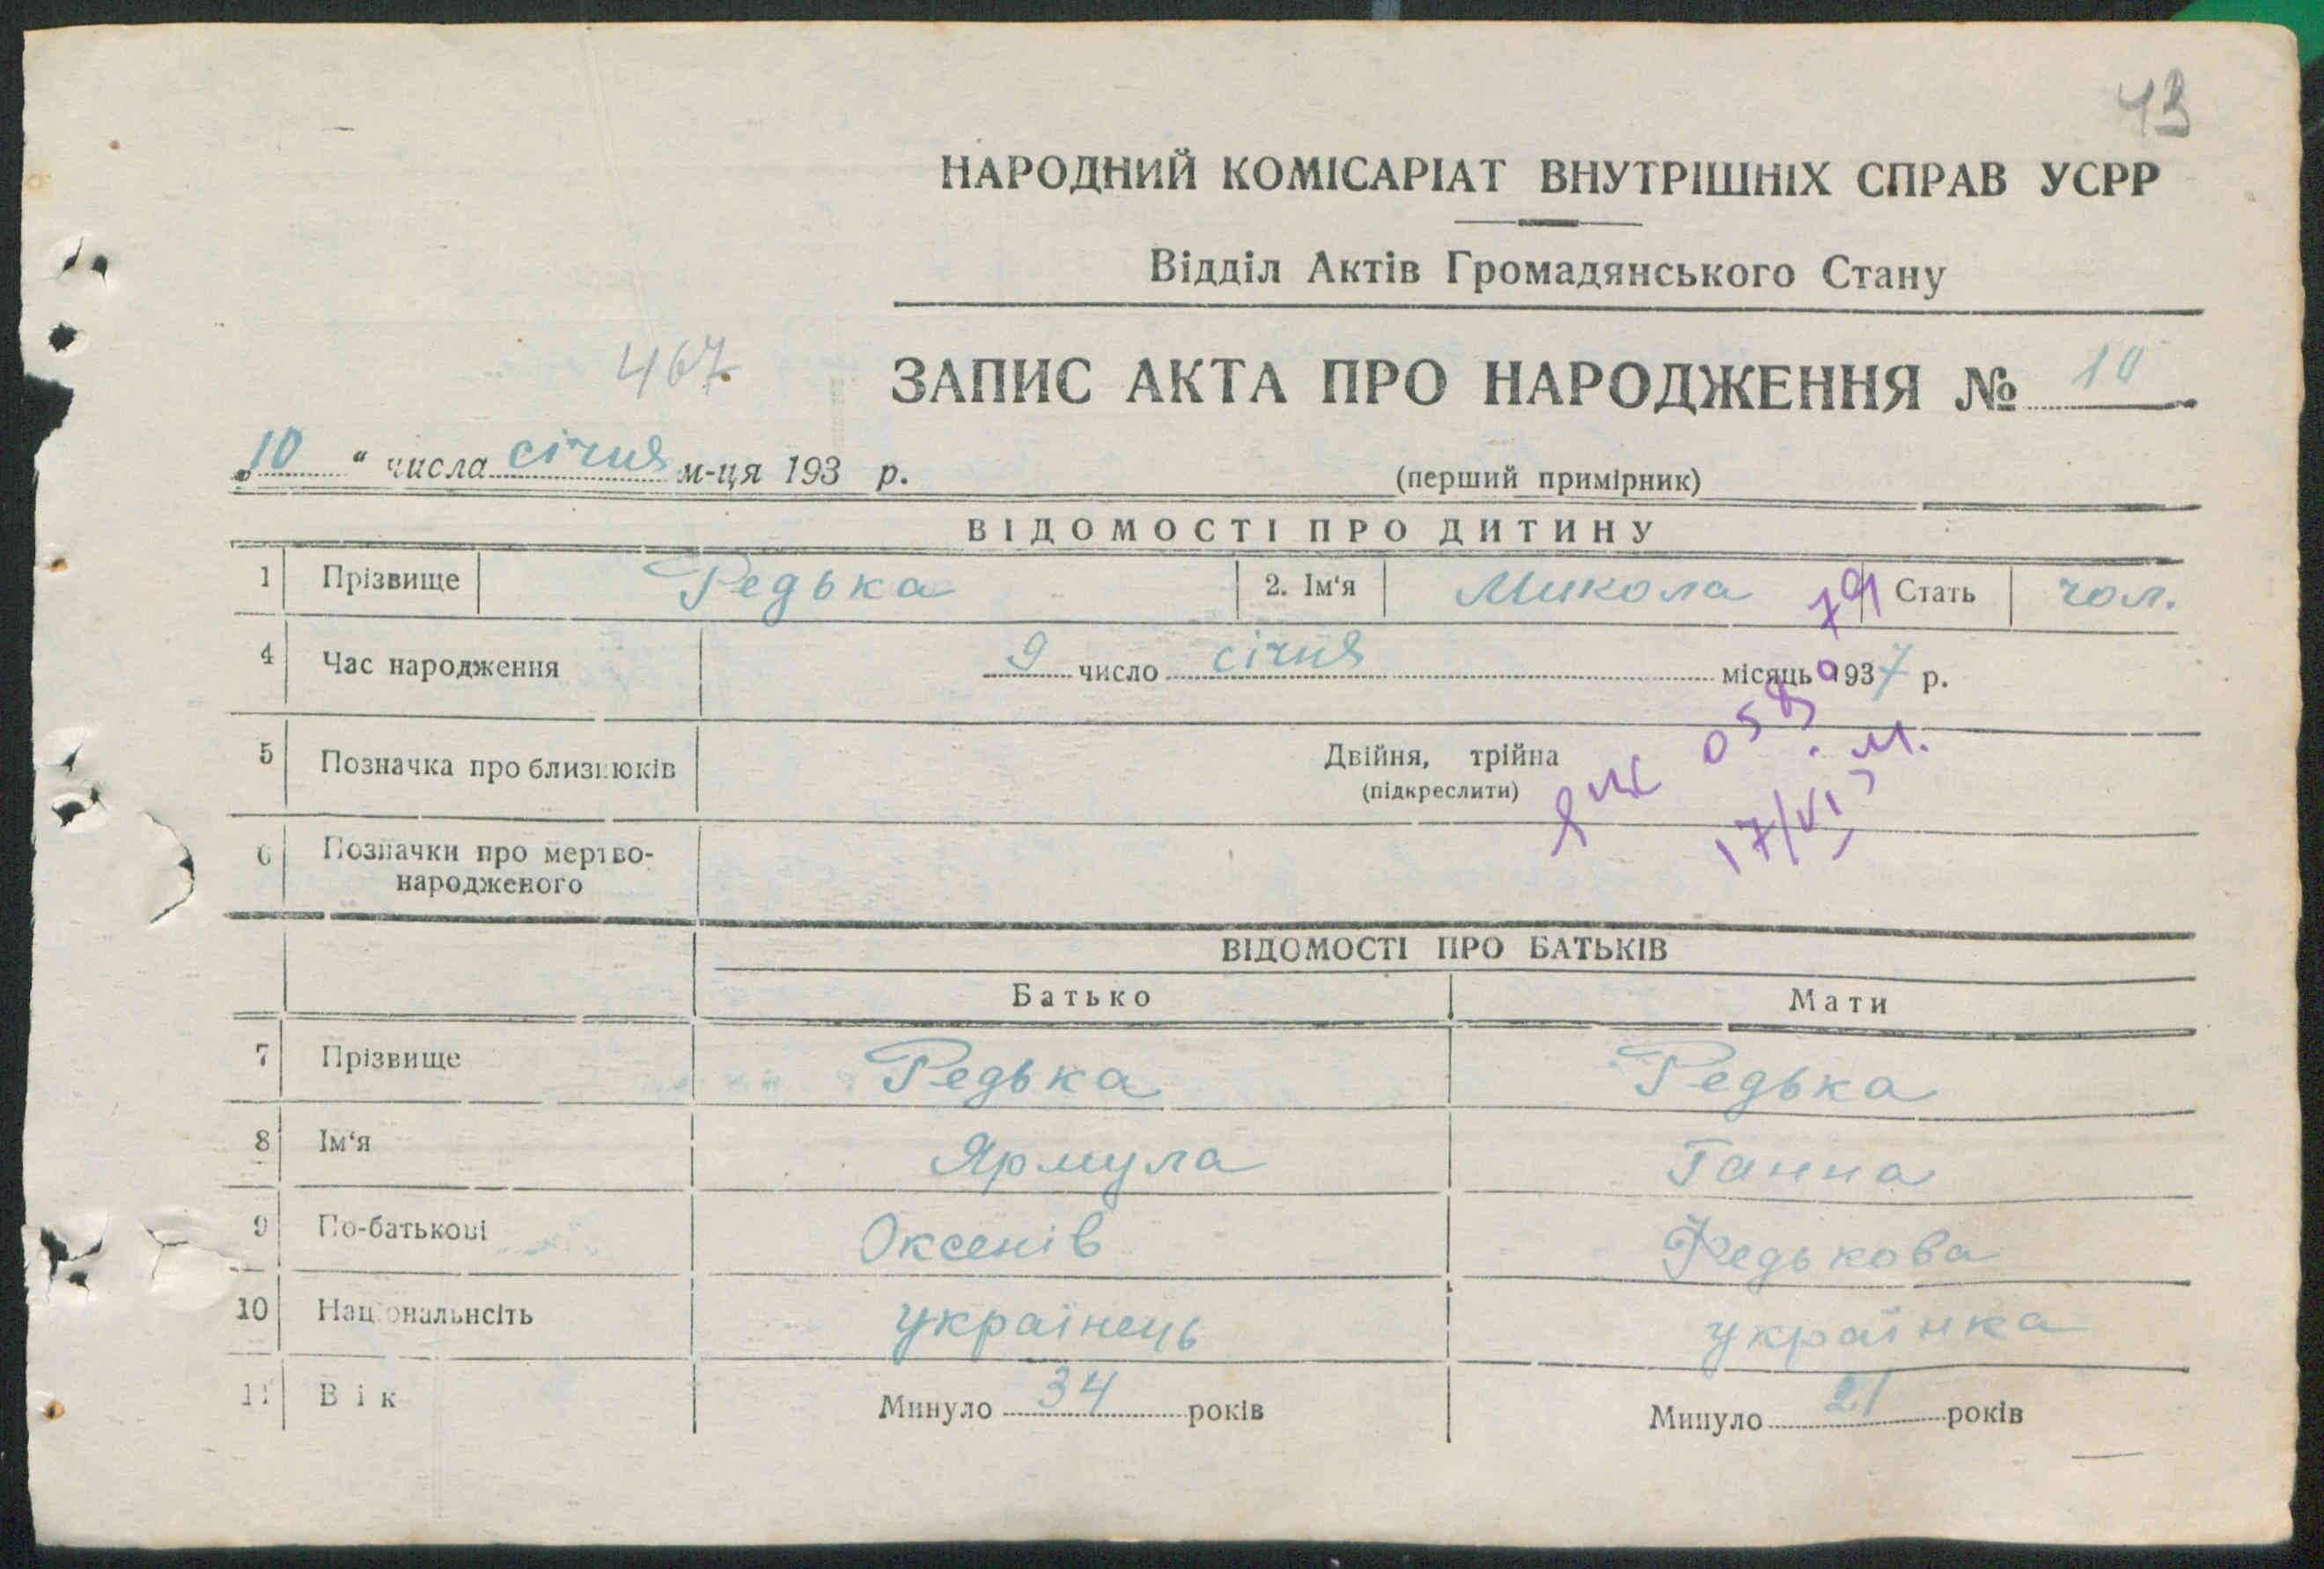 43
НАРОДНИЙ КОМІСАРІАТ ВНУТРІШНІХ СПРАВ УСРР
Відділ Актів Громадянського Стану
467
ЗАПИС АКТА ПРО НАРОДЖЕННЯ № 10
„10“ числа січня м-ця 193 р.
(перший примірник)
ВІДОМОСТІ ПРО ДИТИНУ
1 Прізвище Редька 2. Ім'я Микола Стать чол.
4 Час народження 9 число січня місяць 1937 р.
5 Позначка про близнюків Двійня, трійна
(підкреслити)
17/VI
6 Позначки про мертво-
народженого
ВІДОМОСТІ ПРО БАТЬКІВ
Батько Мати
7 Прізвище Редька Редька
8 Ім'я Ярмула Ганна
9 По-батькові Оксенів Федькова
10 Національнсіть українець українка
11 Вік Минуло 34 років Минуло 21 років